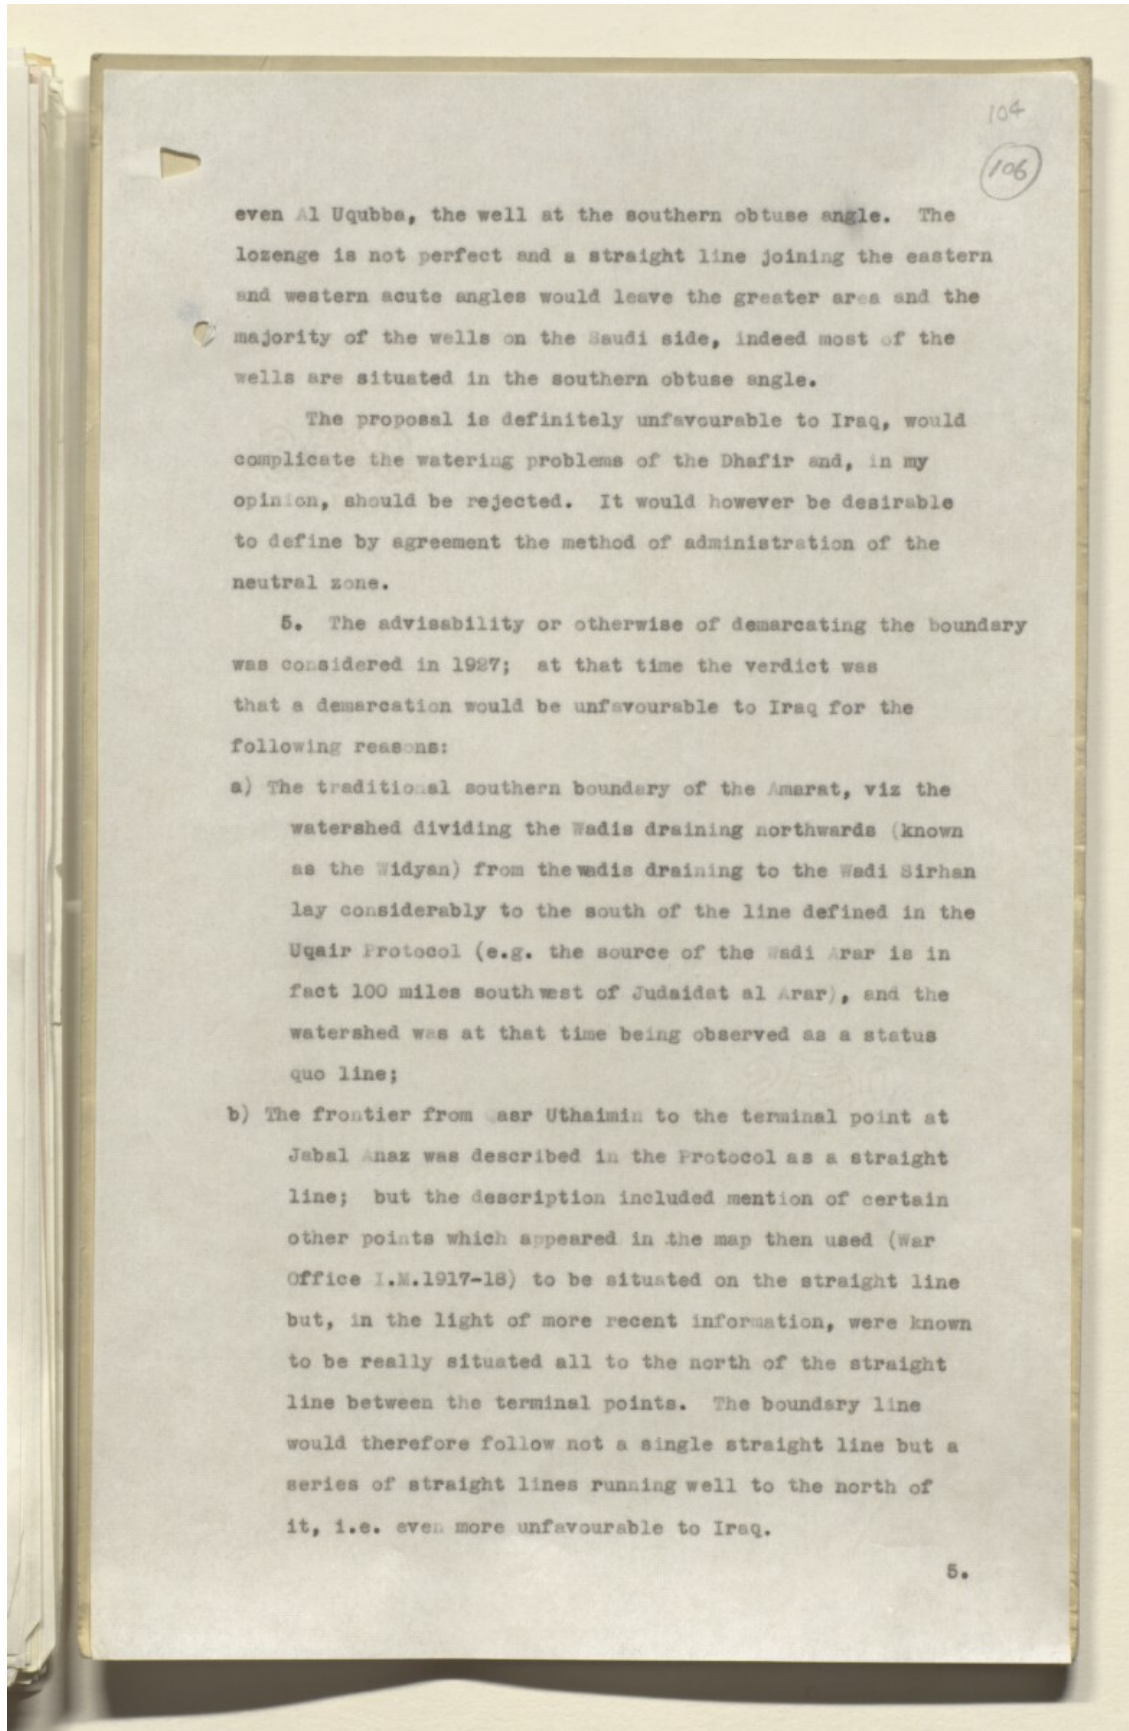 104
106
even Al Uqubba, the well at the southern obtuse angle. The
lozenge is not perfect and a straight line joining the eastern
and western acute angles would leave the greater area and the
majority of the wells on the Saudi side, indeed most of the
wells are situated in the southern obtuse angle.
The proposal is definitely unfavourable to Iraq, would
complicate the watering problems of the Dhafir and, in my
opinion, should be rejected. It would however be desirable
to define by agreement the method of administration of the
neutral zone.
5. The advisability or otherwise of demarcating the boundary
was considered in 1927; at that time the verdict was
that a demarcation would be unfavourable to Iraq for the
following reasons:
a) The traditional southern boundary of the Amarat, viz the
watershed dividing the Wadis draining northwards (known
as the Widyan) from the wadis draining to the Wadi Sirhan
lay considerably to the south of the line defined in the
Uqair Protocol (e.g. the source of the Wadi Arar is in
fact 100 miles south west of Judaidat al Arar), and the
watershed was at that time being observed as a status
quo line;
b) The frontier from asr Uthaimin to the terminal point at
Jabal Anaz was described in the Protocol as a straight
line; but the description included mention of certain
other points which appeared in the map then used (War
Office I.M.1917-18) to be situated on the straight line
but, in the light of more recent information, were known
to be really situated all to the north of the straight
line between the terminal points. The boundary line
would therefore follow not a single straight line but a
series of straight lines running well to the north of
it, i.e. even more unfavourable to Iraq.
5.